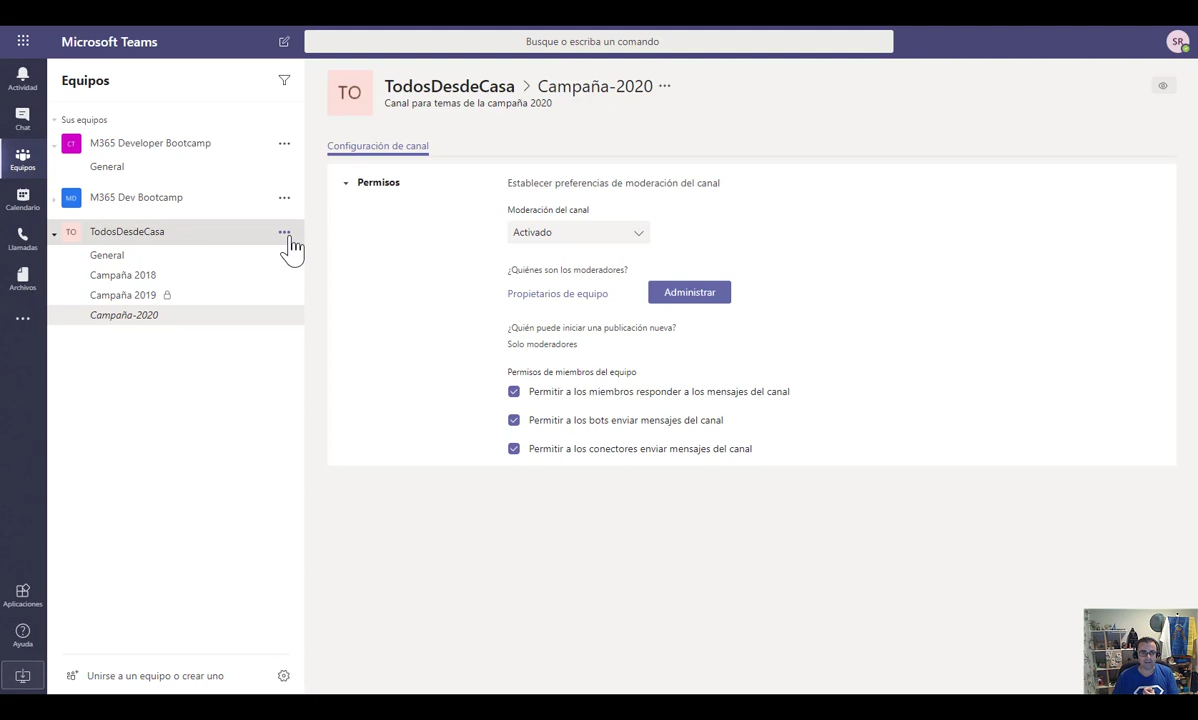 Microsoft Teams
Busque o escriba un comando
SR
Actividad
Chat
Equipos
Calendario
Llamadas
Archivos
Aplicaciones
Ayuda
Equipos
Sus equipos
CT M365 Developer Bootcamp
General
MD M365 Dev Bootcamp
TO TodosDesdeCasa
General
Campaña 2018
Campaña 2019
Campaña-2020
Unirse a un equipo o crear uno
TO
TodosDesdeCasa > Campaña-2020 ···
Canal para temas de la campaña 2020
Configuración de canal
Permisos
Establecer preferencias de moderación del canal
Moderación del canal
Activado
¿Quiénes son los moderadores?
Propietarios de equipo Administrar
¿Quién puede iniciar una publicación nueva?
Solo moderadores
Permisos de miembros del equipo
Permitir a los miembros responder a los mensajes del canal
Permitir a los bots enviar mensajes del canal
Permitir a los conectores enviar mensajes del canal